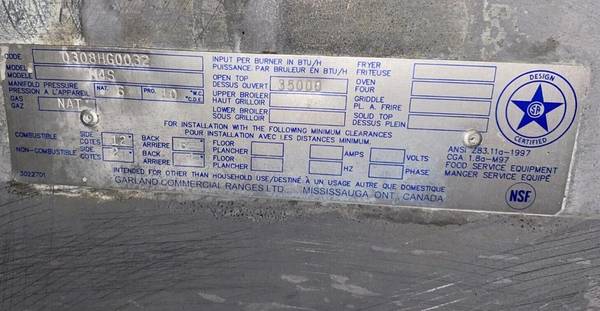 CODE 0308HG0032
MODEL
MODÈLE M4S
MANIFOLD PRESSURE
PRESSION A L'APPAREIL NAT. 6 PRO. 10 "W.C.
"C.D.E.
GAS
GAZ NAT
INPUT PER BURNER IN BTU/H
PUISSANCE PAR BRULEUR EN BTU/H
OPEN TOP
DESSUS OUVERT 35000
UPPER BROILER
HAUT GRILLOIR
LOWER BROILER
SOUS GRILLOIR
FRYER
FRITEUSE
OVEN
FOUR
GRIDDLE
PL. A. FRIRE
SOLID TOP
DESSUS PLEIN
FOR INSTALLATION WITH THE FOLLOWING MINIMUM CLEARANCES
POUR INSTALLATION AVEC LES DISTANCES MINIMUM.
COMBUSTIBLE SIDE
COTES 12 BACK
ARRIERE 6 FLOOR
PLANCHER AMPS VOLTS
NON-COMBUSTIBLE SIDE
COTES BACK
ARRIERE FLOOR
PLANCHER HZ PHASE
INTENDED FOR OTHER THAN HOUSEHOLD USE/DESTINÉ À UN USAGE AUTRE QUE DOMESTIQUE
3022701 GARLAND COMMERCIAL RANGES LTD., MISSISSAUGA ONT., CANADA
DESIGN
SA
CERTIFIED
ANSI Z83.11a-1997
CGA 1.8a-M97
FOOD SERVICE EQUIPMENT
MANGER SERVICE EQUIPÉ
NSF